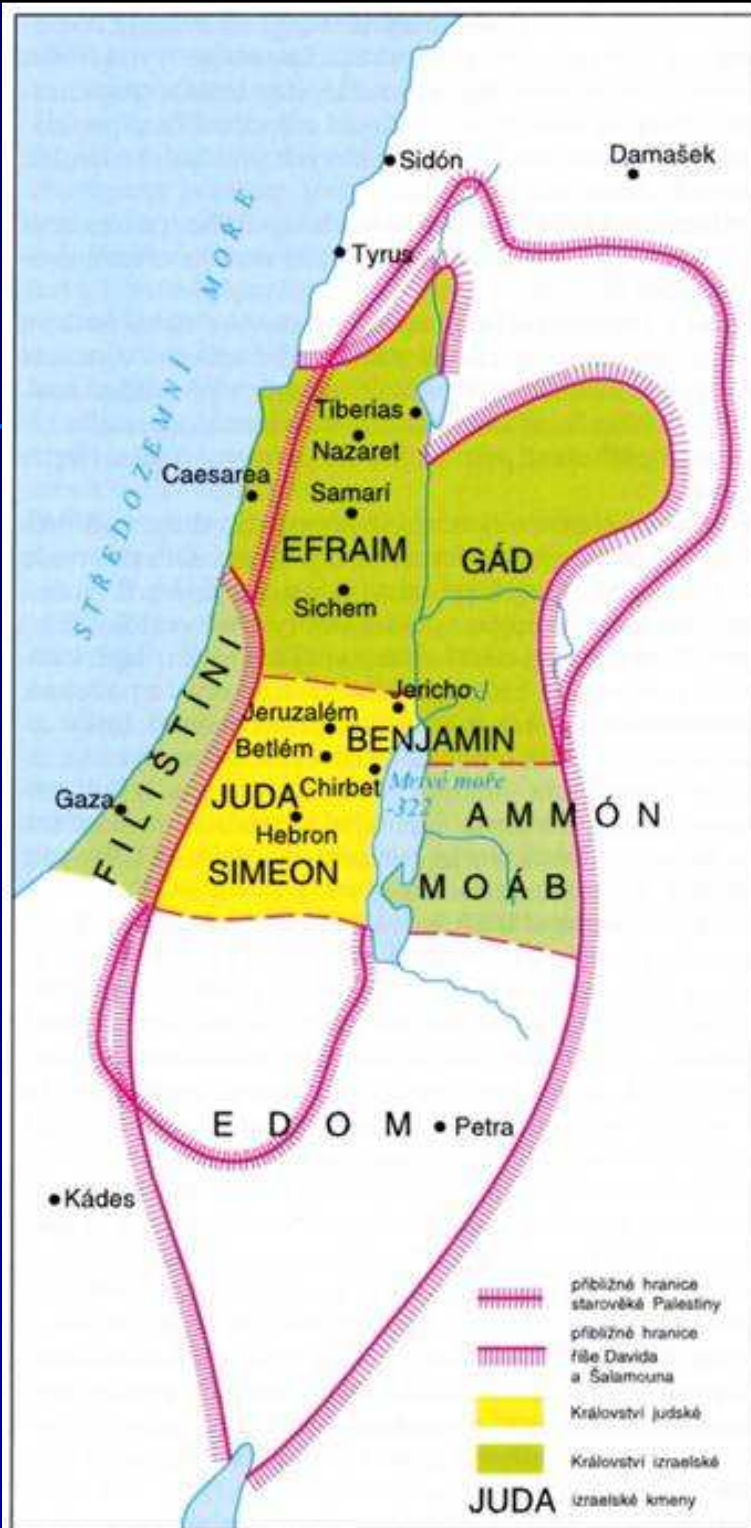 Sidón
Damašek
Tyrus
STŘEDOZEMNÍ MOŘE
Tiberias
Nazaret
Caesarea
Samarí
EFRAIM
GÁD
Sichem
FILIŠTÍNI
Jericho
Jeruzalém
BENJAMIN
Betlém
Chirbet
Mrtvé moře
-322
Gaza
JUDA
AMMÓN
Hebron
SIMEON
MOÁB
EDOM
Petra
Kádes
přibližné hranice
starověké Palestiny
přibližné hranice
říše Davida
a Šalamouna
Království judské
Království izraelské
JUDA izraelské kmeny